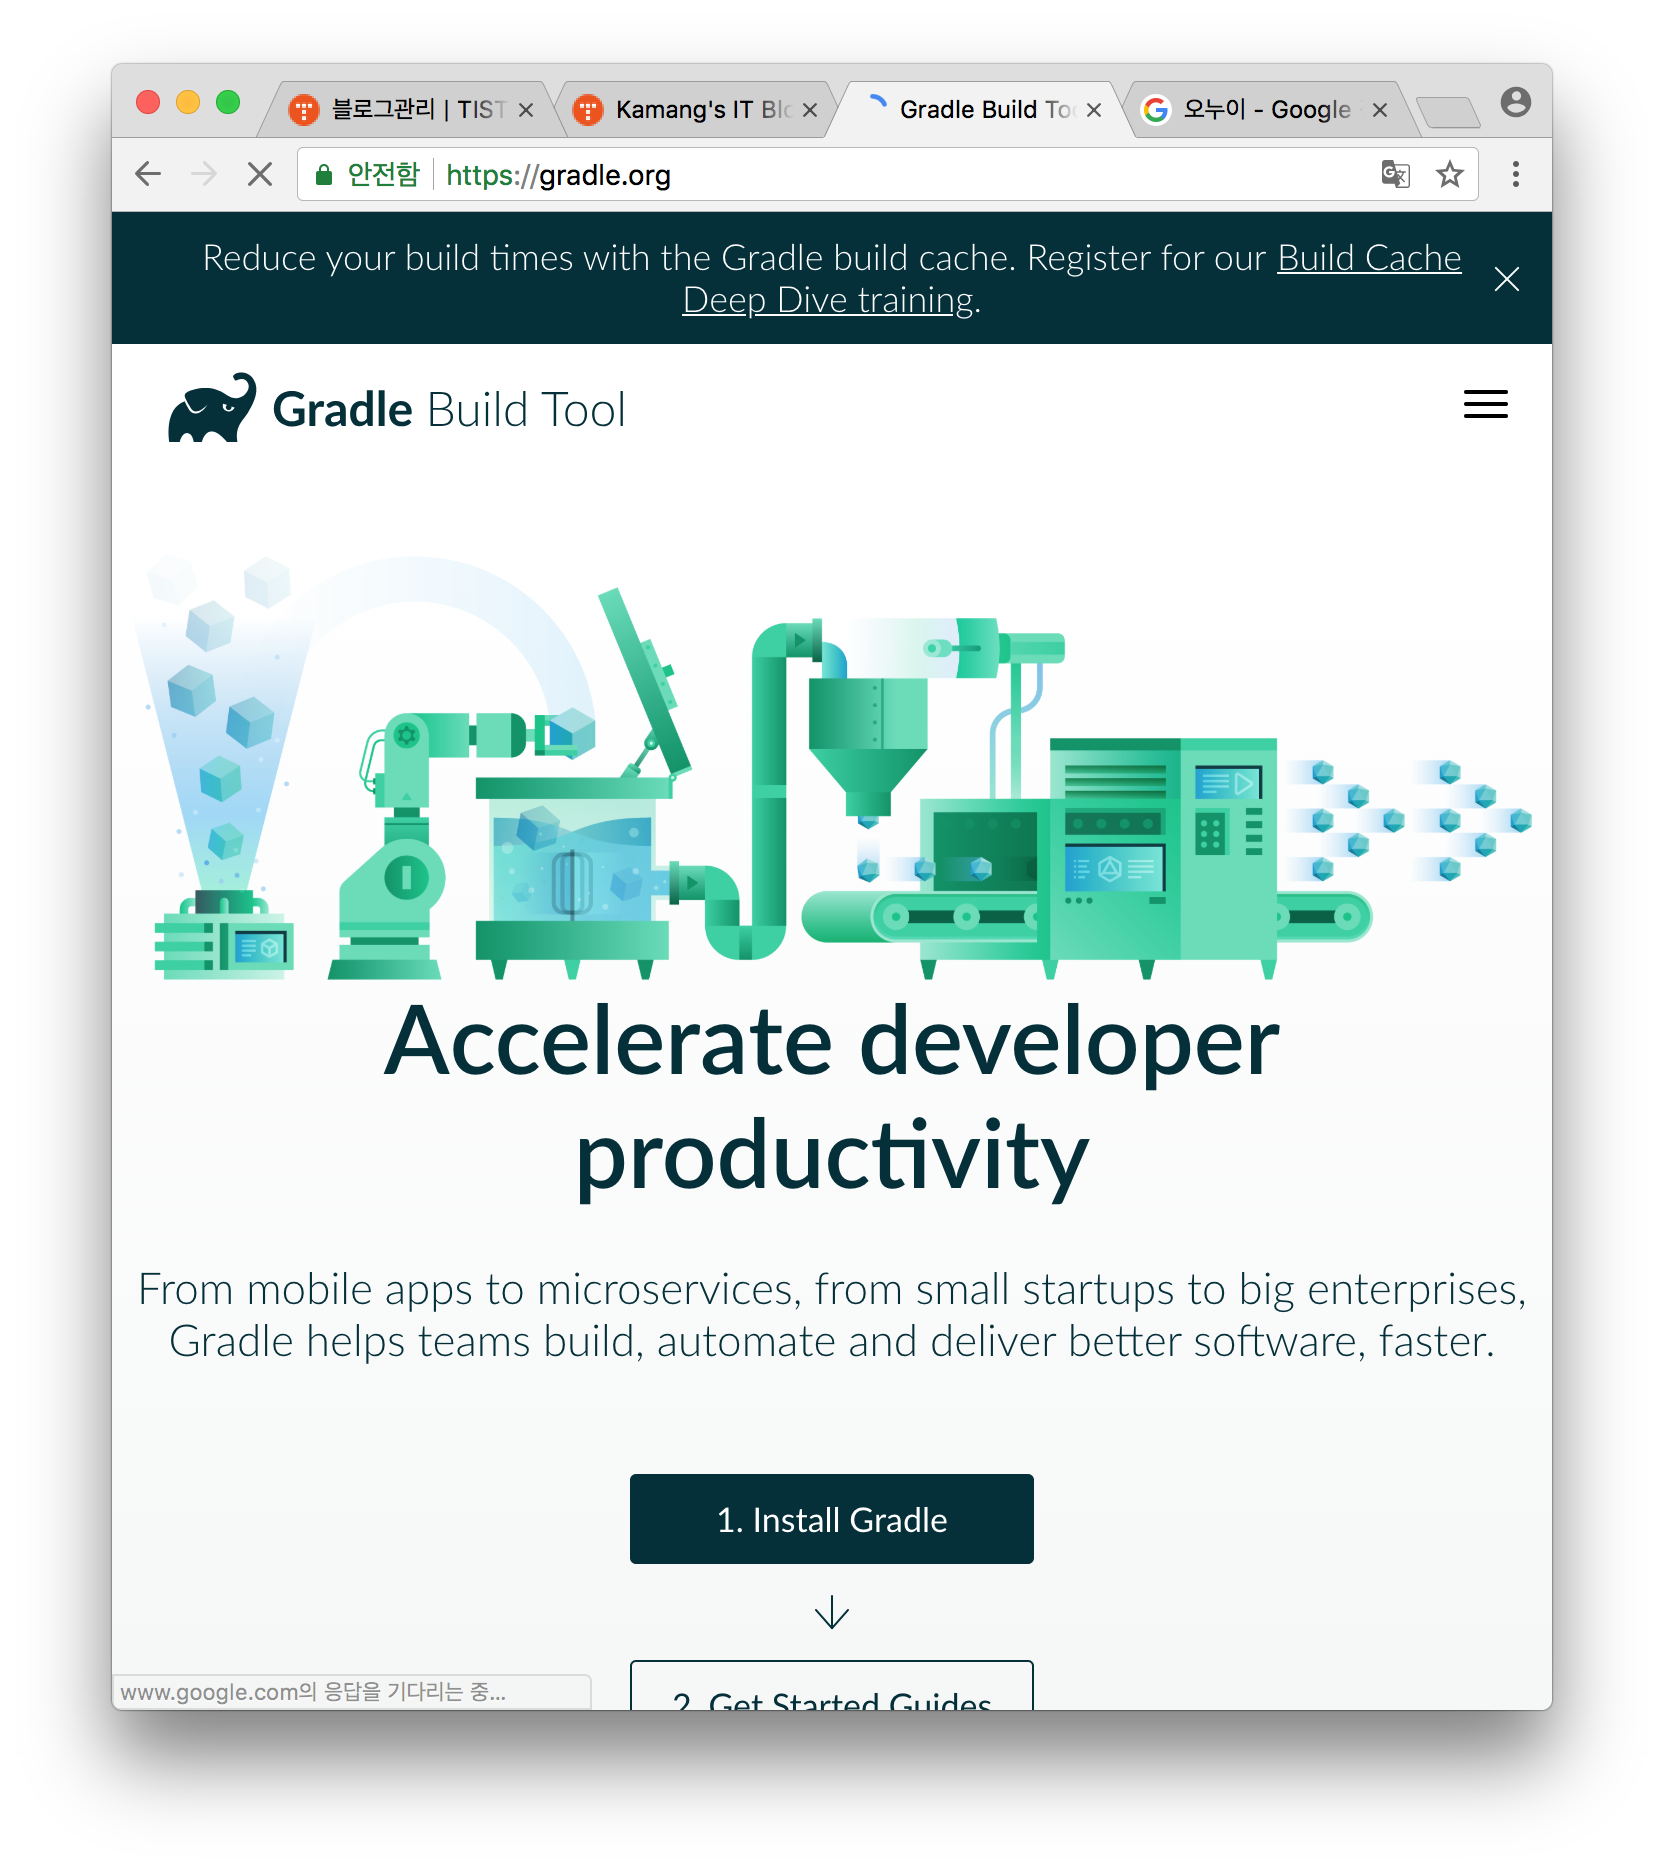 블로그관리 | TIST
Kamang's IT Blo
Gradle Build Too
오누이 - Google
안전함
https://gradle.org
Reduce your build times with the Gradle build cache. Register for our Build Cache
Deep Dive training.
Gradle Build Tool
Accelerate developer
productivity
From mobile apps to microservices, from small startups to big enterprises,
Gradle helps teams build, automate and deliver better software, faster.
1. Install Gradle
2. Get Started Guides
www.google.com의 응답을 기다리는 중...